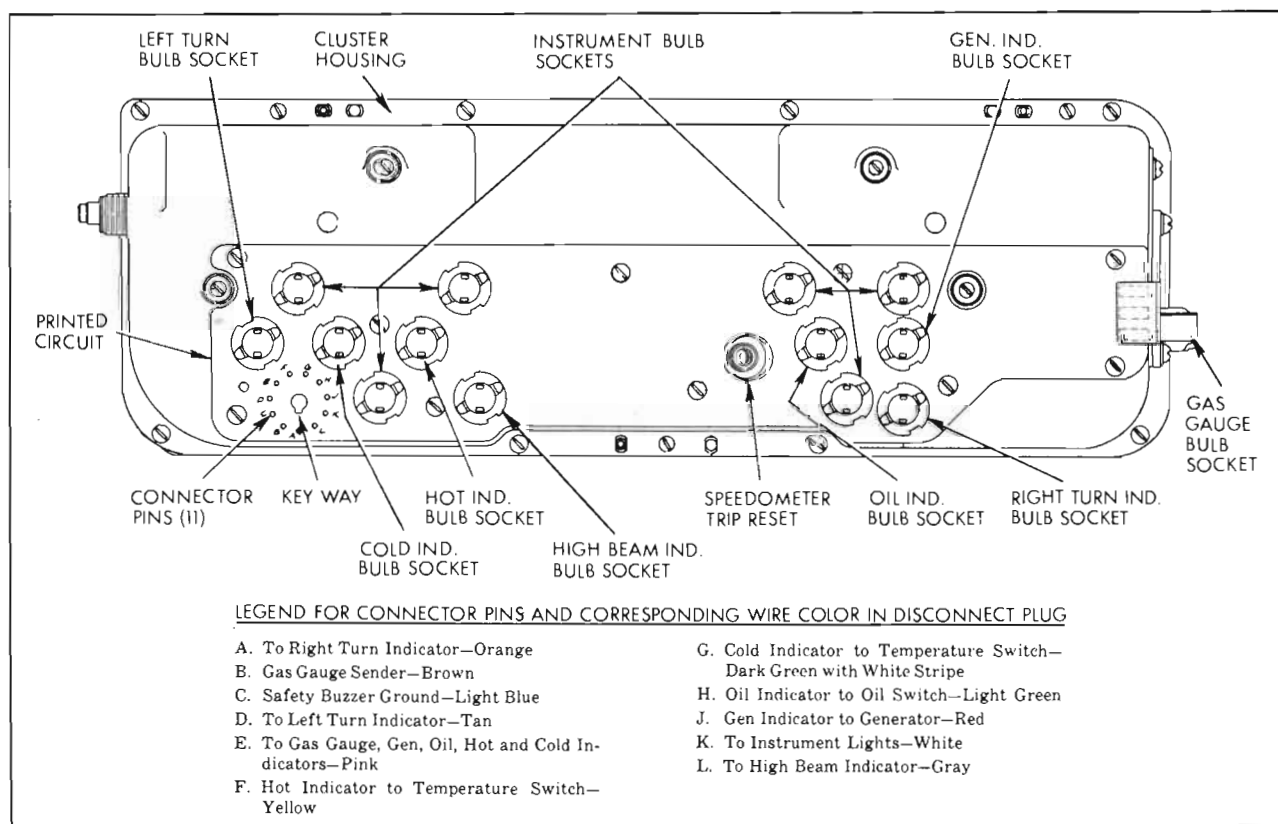 LEFT TURN
BULB SOCKET
CLUSTER
HOUSING
INSTRUMENT BULB
SOCKETS
GEN. IND.
BULB SOCKET
PRINTED
CIRCUIT
GAS
GAUGE
BULB
SOCKET
CONNECTOR
PINS (11)
KEY WAY
HOT IND.
BULB SOCKET
SPEEDOMETER
TRIP RESET
OIL IND.
BULB SOCKET
RIGHT TURN IND.
BULB SOCKET
COLD IND.
BULB SOCKET
HIGH BEAM IND.
BULB SOCKET
LEGEND FOR CONNECTOR PINS AND CORRESPONDING WIRE COLOR IN DISCONNECT PLUG
A. To Right Turn Indicator—Orange
B. Gas Gauge Sender—Brown
C. Safety Buzzer Ground—Light Blue
D. To Left Turn Indicator—Tan
E. To Gas Gauge, Gen, Oil, Hot and Cold In-
dicators—Pink
F. Hot Indicator to Temperature Switch—
Yellow
G. Cold Indicator to Temperature Switch—
Dark Green with White Stripe
H. Oil Indicator to Oil Switch—Light Green
J. Gen Indicator to Generator—Red
K. To Instrument Lights—White
L. To High Beam Indicator—Gray